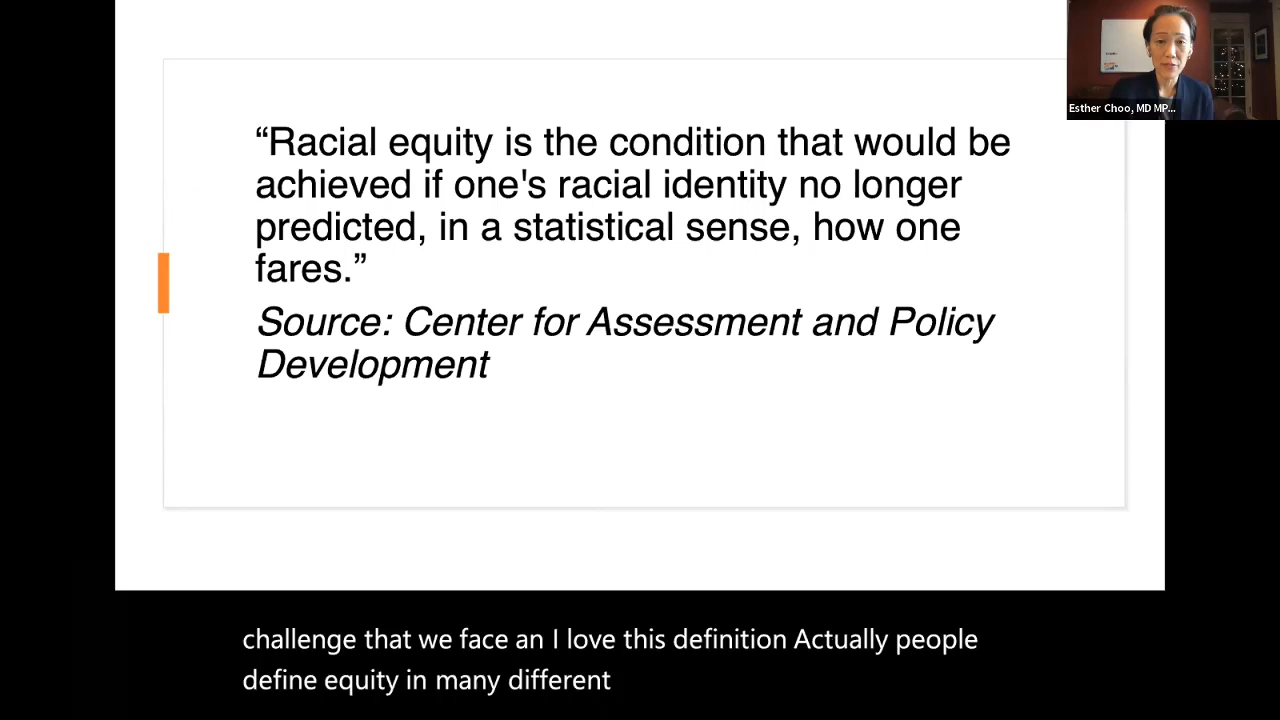 “Racial equity is the condition that would be
achieved if one's racial identity no longer
predicted, in a statistical sense, how one
fares.”
Source: Center for Assessment and Policy
Development
Esther Choo, MD MP...
challenge that we face an I love this definition Actually people
define equity in many different